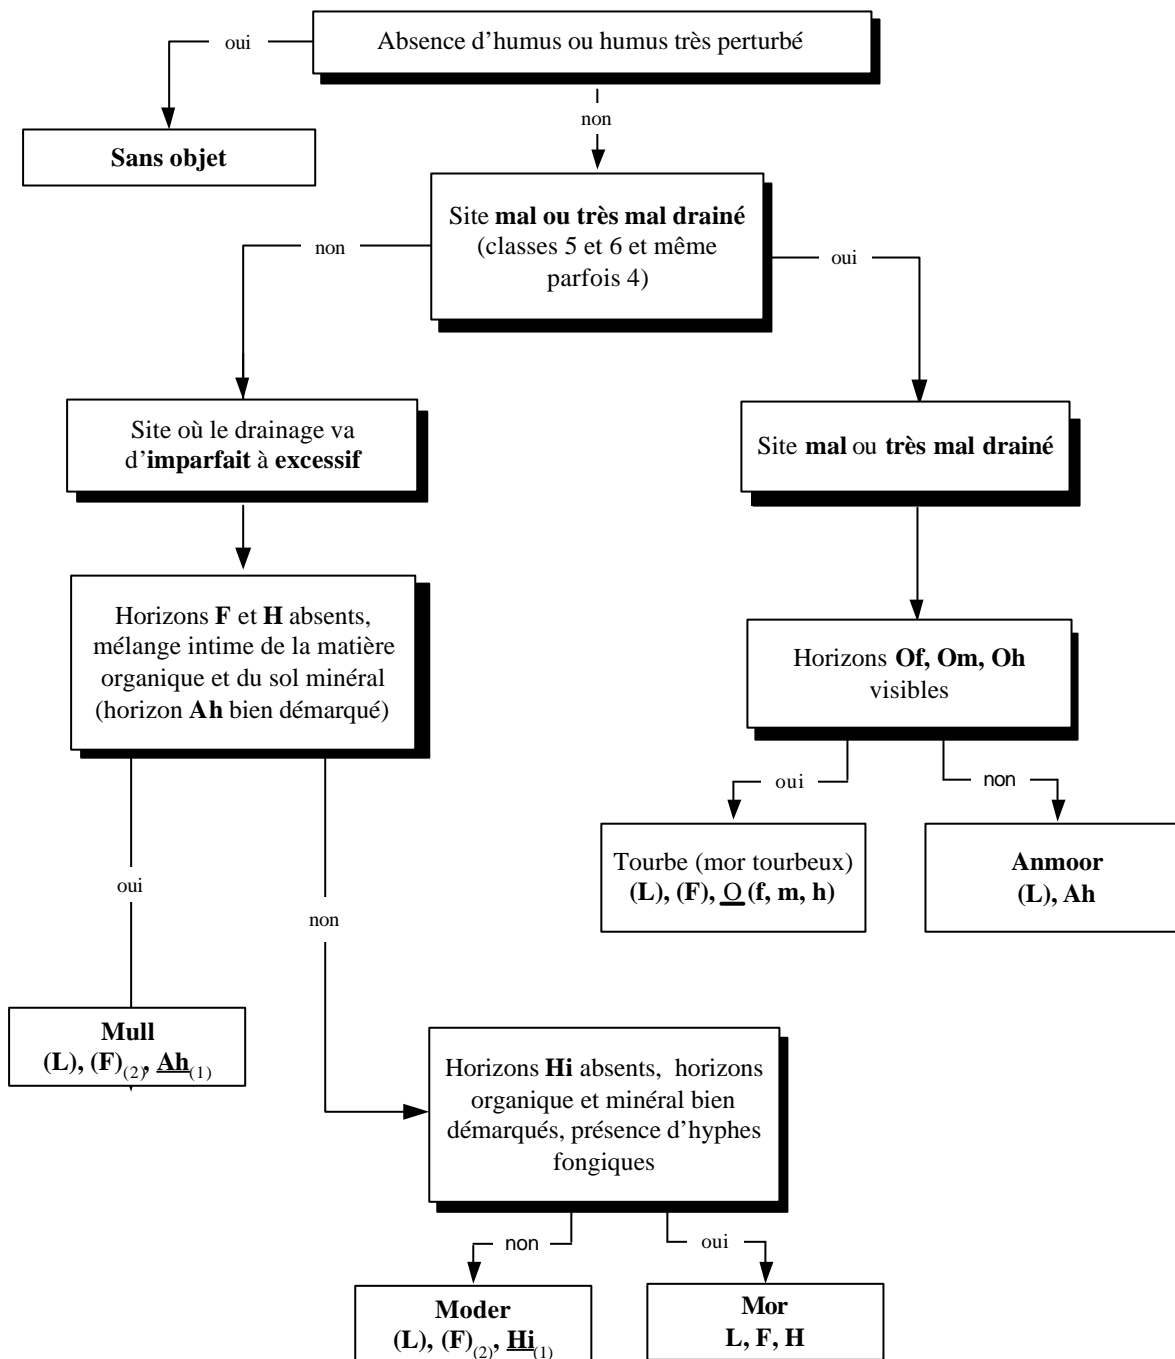 Absence d'humus ou humus très perturbé
oui
non
Sans objet
Site mal ou très mal drainé
(classes 5 et 6 et même
parfois 4)
non
oui
Site où le drainage va
d'imparfait à excessif
Site mal ou très mal drainé
Horizons F et H absents,
mélange intime de la matière
organique et du sol minéral
(horizon Ah bien démarqué)
Horizons Of, Om, Oh
visibles
oui
non
Tourbe (mor tourbeux)
(L), (F), O (f, m, h)
Anmoor
(L), Ah
oui
non
Mull
(L), (F)(2), Ah(1)
Horizons Hi absents, horizons
organique et minéral bien
démarqués, présence d'hyphes
fongiques
non
oui
Moder
(L), (F)(2), Hi(1)
Mor
L, F, H